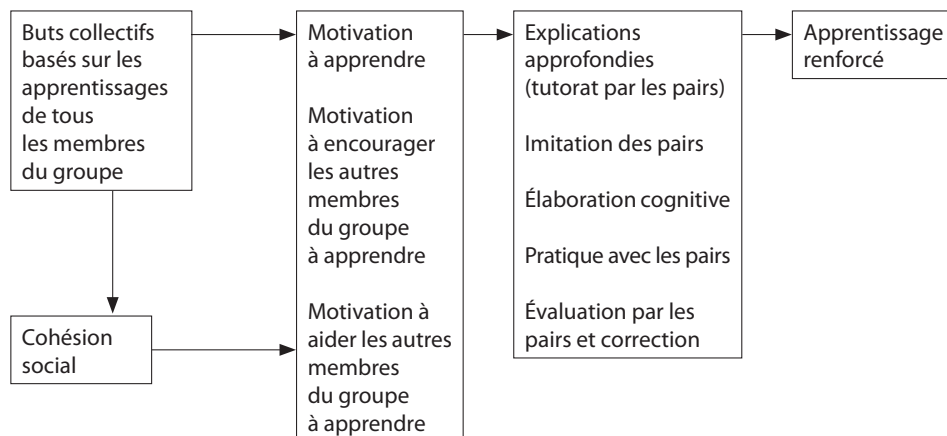 Buts collectifs
basés sur les
apprentissages
de tous
les membres
du groupe
Cohésion
social
Motivation
à apprendre
Motivation
à encourager
les autres
membres
du groupe
à apprendre
Motivation à
aider les autres
membres
du groupe
à apprendre
Explications
approfondies
(tutorat par les pairs)
Imitation des pairs
Élaboration cognitive
Pratique avec les pairs
Évaluation par les
pairs et correction
Apprentissage
renforcé